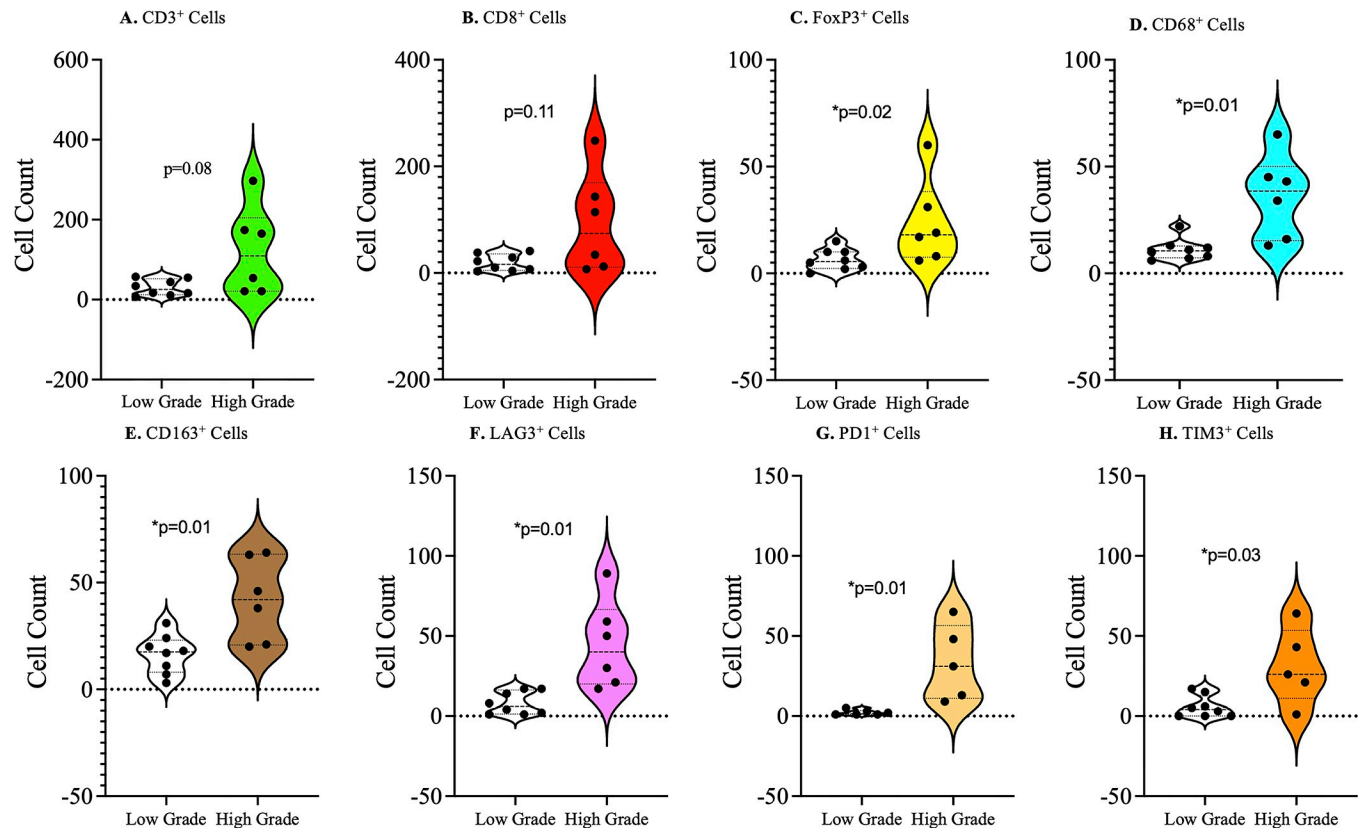 A. CD3⁺ Cells
600
400
200
0
-200
Cell Count
p=0.08
Low Grade High Grade
B. CD8⁺ Cells
400
200
0
-200
Cell Count
p=0.11
Low Grade High Grade
C. FoxP3⁺ Cells
100
50
0
-50
Cell Count
*p=0.02
Low Grade High Grade
D. CD68⁺ Cells
100
50
0
-50
Cell Count
*p=0.01
Low Grade High Grade
E. CD163⁺ Cells
100
50
0
-50
Cell Count
*p=0.01
Low Grade High Grade
F. LAG3⁺ Cells
150
100
50
0
-50
Cell Count
*p=0.01
Low Grade High Grade
G. PD1⁺ Cells
150
100
50
0
-50
Cell Count
*p=0.01
Low Grade High Grade
H. TIM3⁺ Cells
150
100
50
0
-50
Cell Count
*p=0.03
Low Grade High Grade